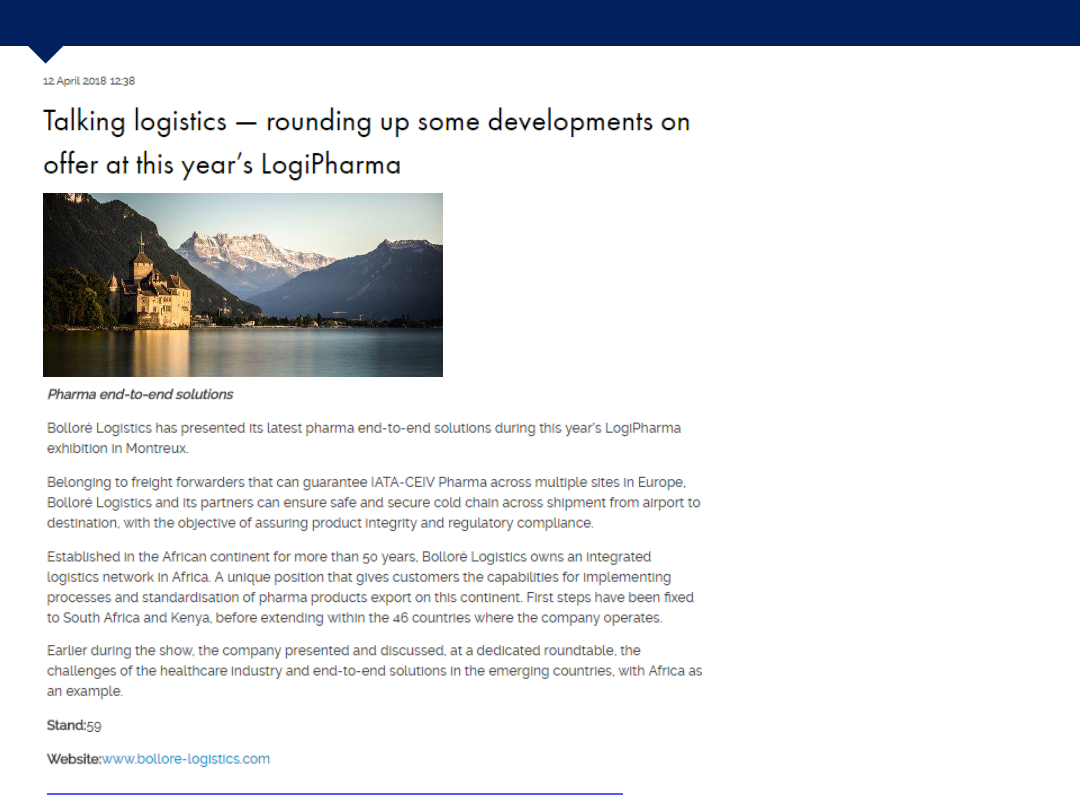 12 April 2018 12:38
Talking logistics — rounding up some developments on
offer at this year's LogiPharma
Pharma end-to-end solutions
Bolloré Logistics has presented its latest pharma end-to-end solutions during this year's LogiPharma
exhibition in Montreux.
Belonging to freight forwarders that can guarantee IATA-CEIV Pharma across multiple sites in Europe,
Bolloré Logistics and its partners can ensure safe and secure cold chain across shipment from airport to
destination, with the objective of assuring product integrity and regulatory compliance.
Established in the African continent for more than 50 years, Bolloré Logistics owns an integrated
logistics network in Africa. A unique position that gives customers the capabilities for implementing
processes and standardisation of pharma products export on this continent. First steps have been fixed
to South Africa and Kenya, before extending within the 46 countries where the company operates.
Earlier during the show, the company presented and discussed, at a dedicated roundtable, the
challenges of the healthcare industry and end-to-end solutions in the emerging countries, with Africa as
an example.
Stand:59
Website:www.bollore-logistics.com